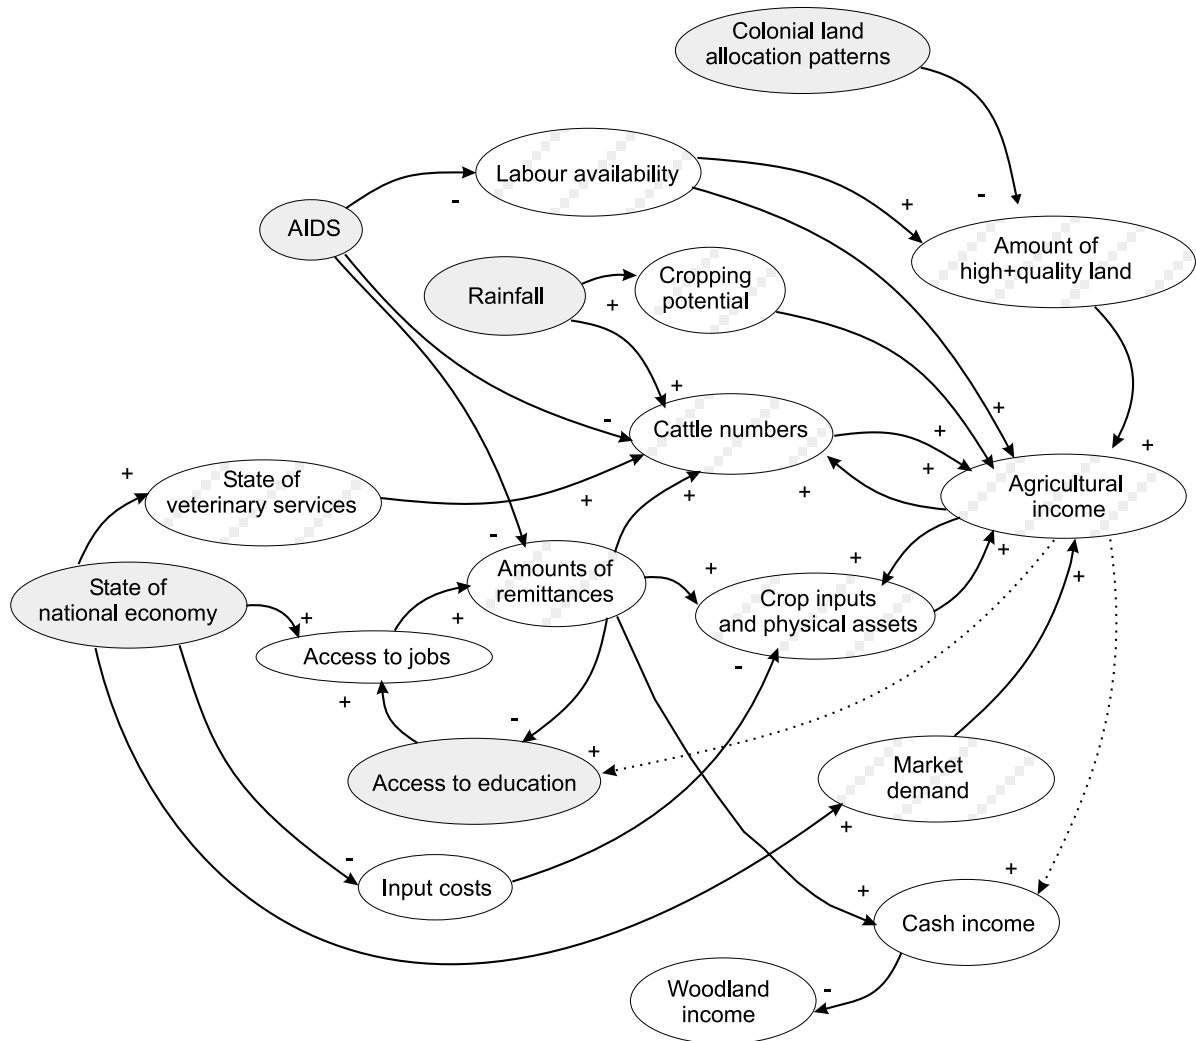 Colonial land
allocation patterns
Labour availability
-
-
+
AIDS
Amount of
high+quality land
Rainfall
Cropping
potential
+
+
-
Cattle numbers
+
+
+
+
State of
veterinary services
+
+
+
+
Agricultural
income
-
Amounts of
remittances
+
+
+
+
State of
national economy
+
+
Crop inputs
and physical assets
Access to jobs
-
+
-
+
Access to education
Market
demand
+
-
Input costs
+
+
Cash income
-
Woodland
income